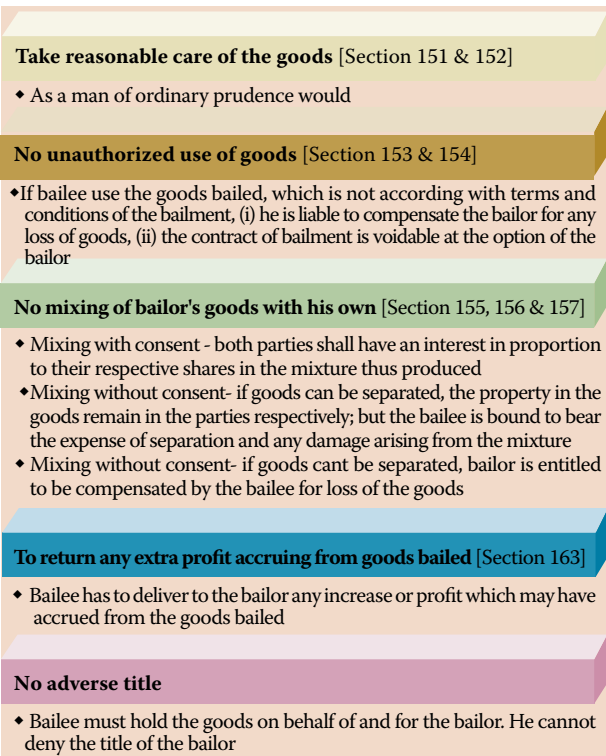 Take reasonable care of the goods [Section 151 & 152]
◆ As a man of ordinary prudence would
No unauthorized use of goods [Section 153 & 154]
◆If bailee use the goods bailed, which is not according with terms and
conditions of the bailment, (i) he is liable to compensate the bailor for any
loss of goods, (ii) the contract of bailment is voidable at the option of the
bailor
No mixing of bailor's goods with his own [Section 155, 156 & 157]
◆ Mixing with consent - both parties shall have an interest in proportion
to their respective shares in the mixture thus produced
◆Mixing without consent- if goods can be separated, the property in the
goods remain in the parties respectively; but the bailee is bound to bear
the expense of separation and any damage arising from the mixture
◆ Mixing without consent- if goods cant be separated, bailor is entitled
to be compensated by the bailee for loss of the goods
To return any extra profit accruing from goods bailed [Section 163]
◆ Bailee has to deliver to the bailor any increase or profit which may have
accrued from the goods bailed
No adverse title
◆ Bailee must hold the goods on behalf of and for the bailor. He cannot
deny the title of the bailor